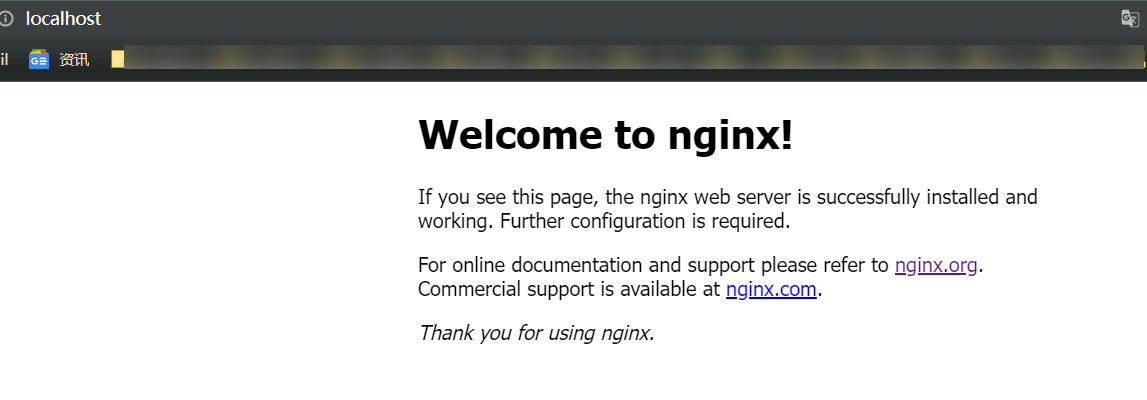 localhost
il
资讯
Welcome to nginx!
If you see this page, the nginx web server is successfully installed and
working. Further configuration is required.
For online documentation and support please refer to nginx.org.
Commercial support is available at nginx.com.
Thank you for using nginx.